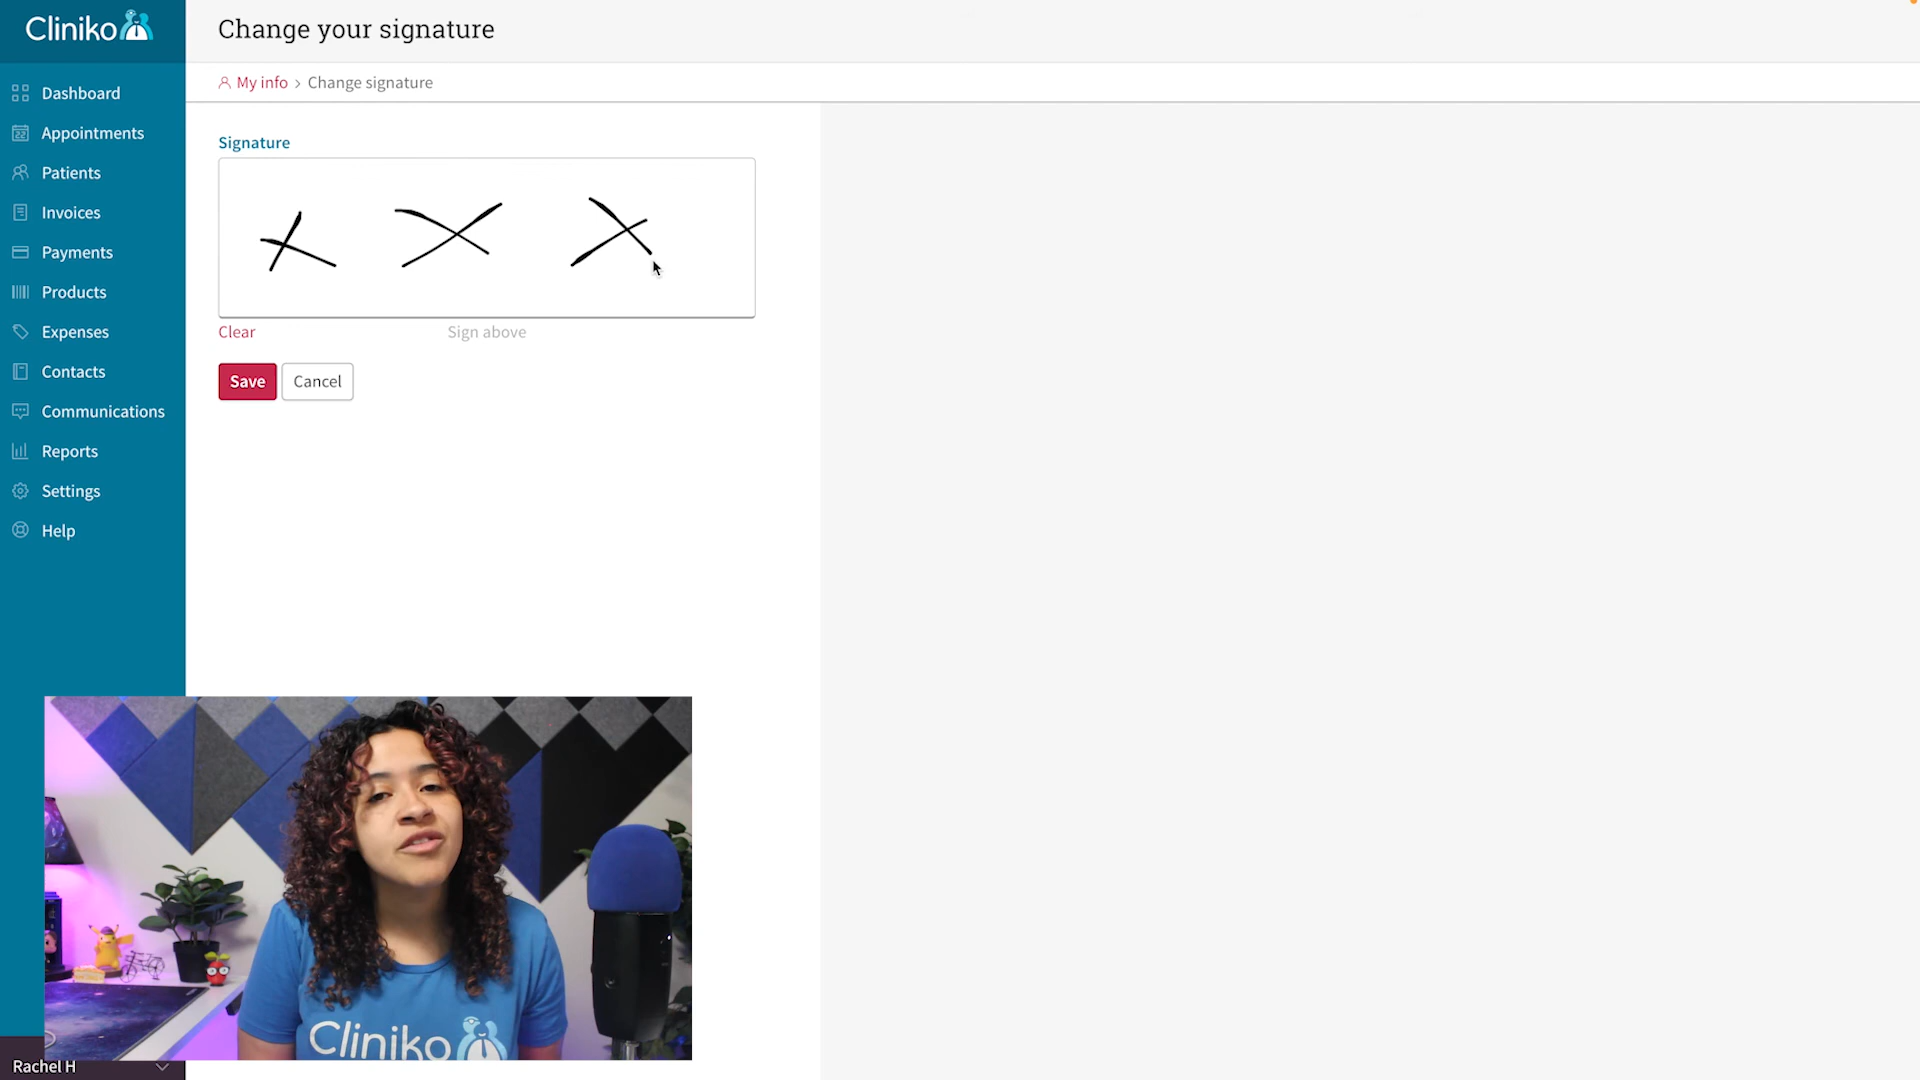 Cliniko
Change your signature
My info › Change signature
Dashboard
22 Appointments
Patients
Invoices
Payments
Products
Expenses
Contacts
Communications
Reports
Settings
Help
Signature
X X X
Clear
Sign above
Save
Cancel
Cliniko
Rachel H